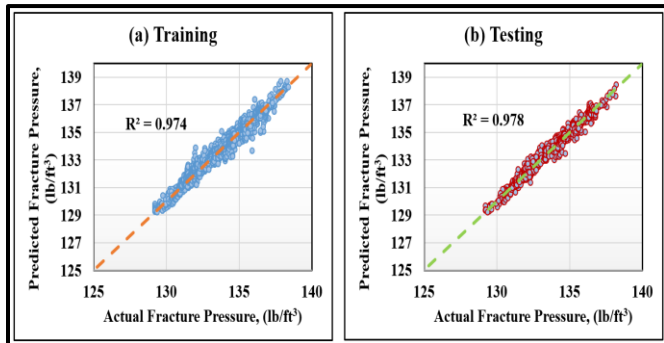 (a) Training
Predicted Fracture Pressure,
(lb/ft³)
139
137
135
133
131
129
127
125
R² = 0.974
125
130
135
140
Actual Fracture Pressure, (lb/ft³)
(b) Testing
Predicted Fracture Pressure,
(lb/ft³)
139
137
135
133
131
129
127
125
R² = 0.978
125
130
135
140
Actual Fracture Pressure, (lb/ft³)